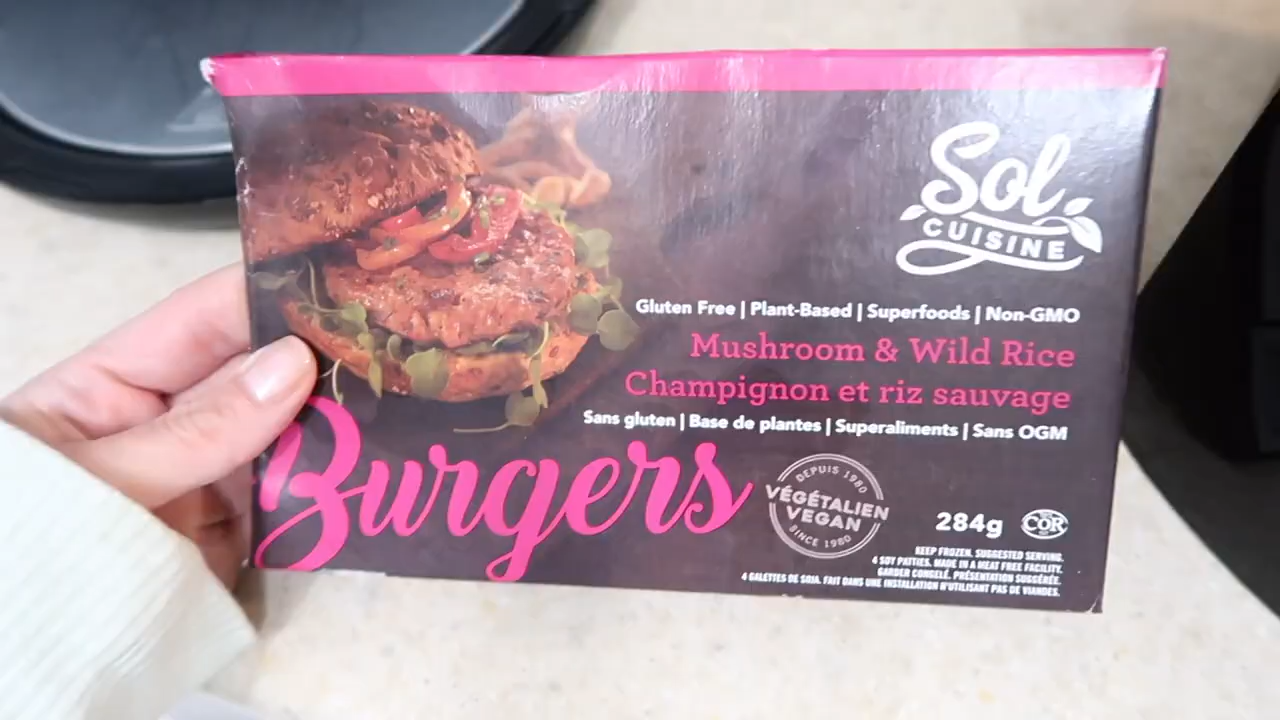 Sol
CUISINE
Gluten Free | Plant-Based | Superfoods | Non-GMO
Mushroom & Wild Rice
Champignon et riz sauvage
Sans gluten | Base de plantes | Superaliments | Sans OGM
Burgers
DEPUIS 1980
VÉGÉTALIEN
VEGAN
SINCE 1980
284g
COR
KEEP FROZEN. SUGGESTED SERVING.
4 SOY PATTIES. MADE IN A MEAT FREE FACILITY.
GARDER CONGELÉ. PRÉSENTATION SUGGÉRÉE.
4 GALETTES DE SOJA. FAIT DANS UNE INSTALLATION N'UTILISANT PAS DE VIANDES.